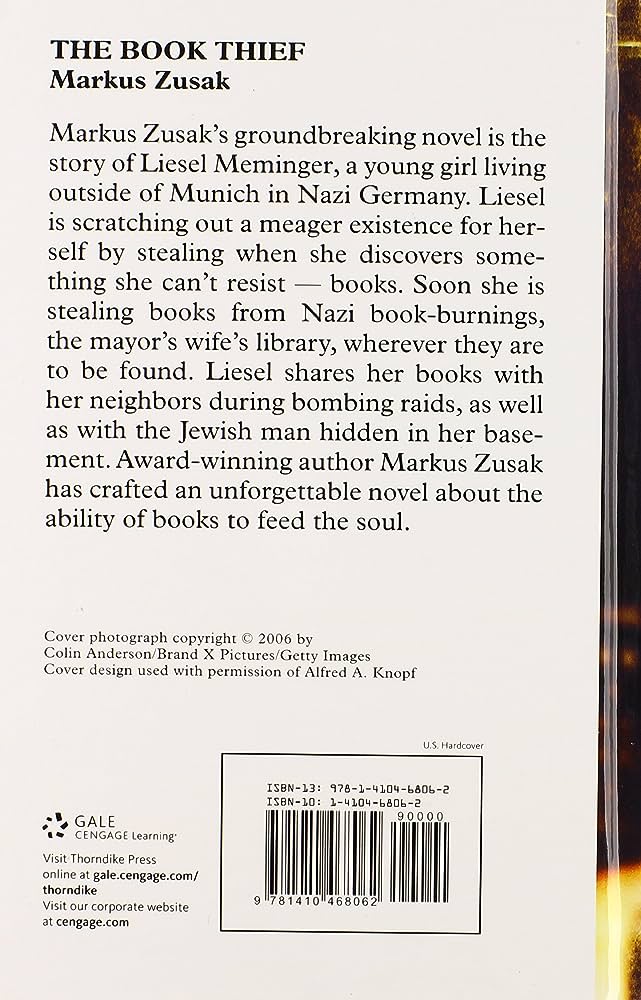 THE BOOK THIEF
Markus Zusak
Markus Zusak's groundbreaking novel is the
story of Liesel Meminger, a young girl living
outside of Munich in Nazi Germany. Liesel
is scratching out a meager existence for her-
self by stealing when she discovers some-
thing she can't resist — books. Soon she is
stealing books from Nazi book-burnings,
the mayor's wife's library, wherever they are
to be found. Liesel shares her books with
her neighbors during bombing raids, as well
as with the Jewish man hidden in her base-
ment. Award-winning author Markus Zusak
has crafted an unforgettable novel about the
ability of books to feed the soul.
Cover photograph copyright © 2006 by
Colin Anderson/Brand X Pictures/Getty Images
Cover design used with permission of Alfred A. Knopf
U.S. Hardcover
ISBN-13: 978-1-4104-6806-2
ISBN-10: 1-4104-6806-2
90000
9 781410 468062
GALE
CENGAGE Learning·
Visit Thorndike Press
online at gale.cengage.com/
thorndike
Visit our corporate website
at cengage.com